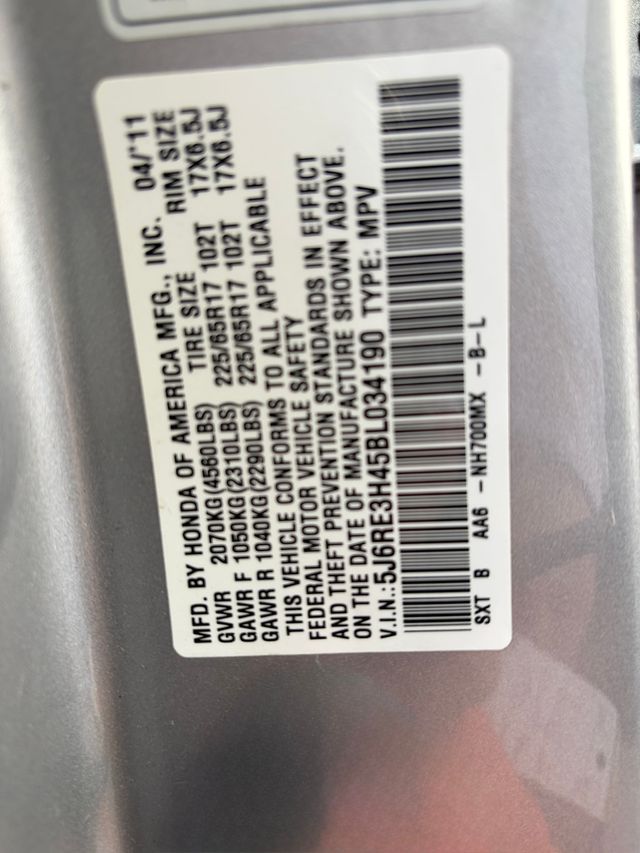 MFD. BY HONDA OF AMERICA MFG., INC. 04/'11
GVWR 2070KG(4560LBS) TIRE SIZE RIM SIZE
GAWR F 1050KG(2310LBS) 225/65R17 102T 17X6.5J
GAWR R 1040KG(2290LBS) 225/65R17 102T 17X6.5J
THIS VEHICLE CONFORMS TO ALL APPLICABLE
FEDERAL MOTOR VEHICLE SAFETY
AND THEFT PREVENTION STANDARDS IN EFFECT
ON THE DATE OF MANUFACTURE SHOWN ABOVE.
V.I.N.:5J6RE3H45BL034190 TYPE: MPV
SXT B AA6 -NH700MX -B-L